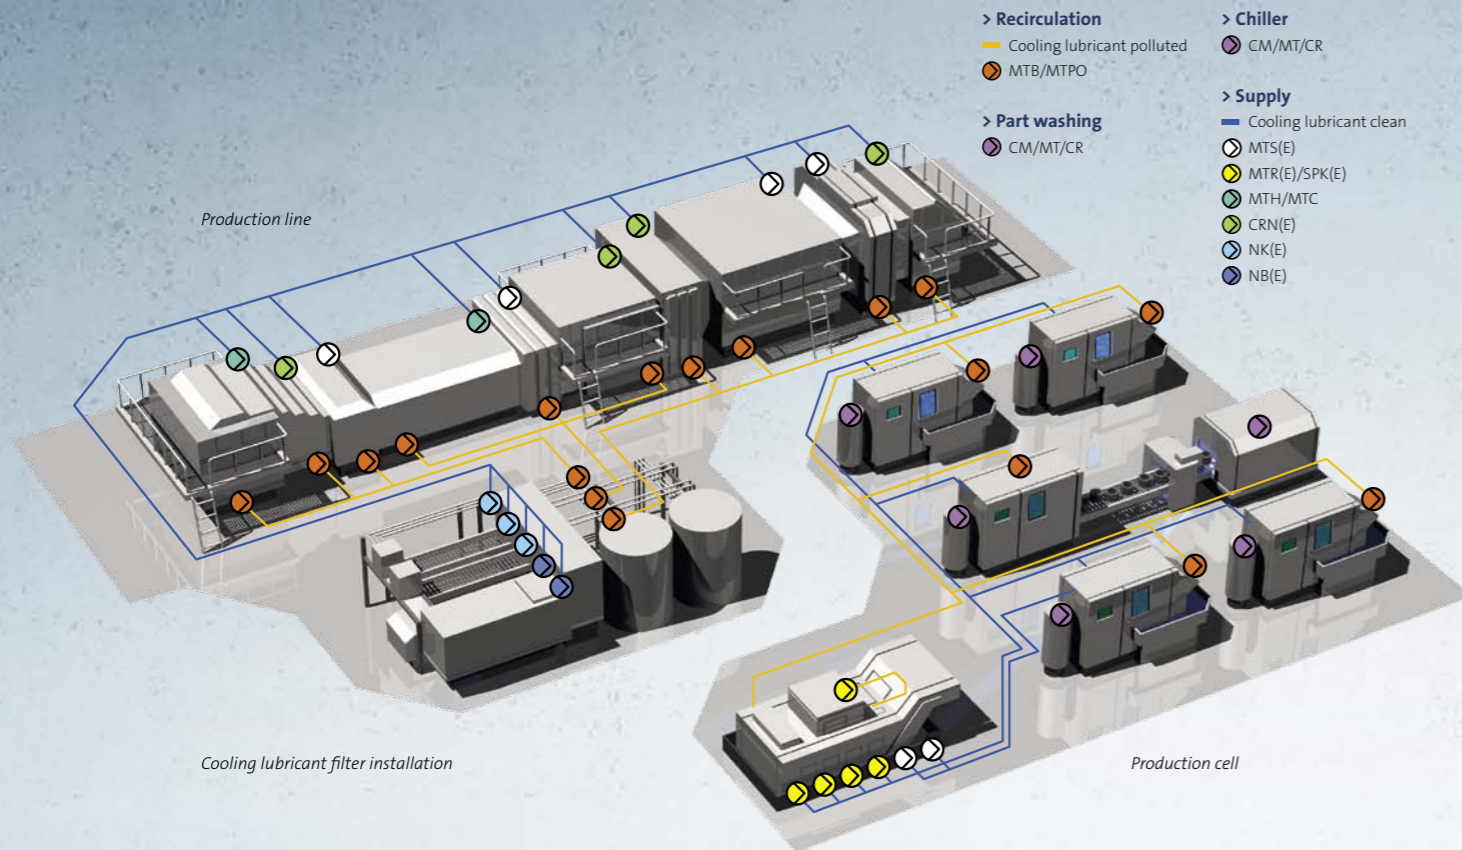 > Recirculation
Cooling lubricant polluted
MTB/MTPO
> Part washing
CM/MT/CR
> Chiller
CM/MT/CR
> Supply
Cooling lubricant clean
MTS(E)
MTR(E)/SPK(E)
MTH/MTC
CRN(E)
NK(E)
NB(E)
Production line
Cooling lubricant filter installation
Production cell